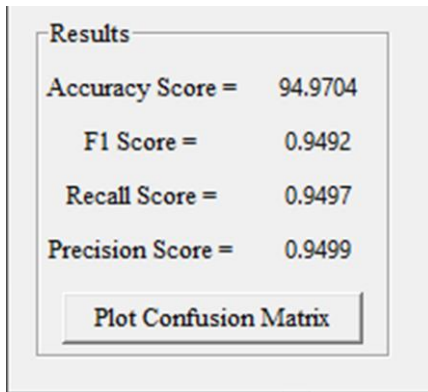 Results
Accuracy Score = 94.9704
F1 Score = 0.9492
Recall Score = 0.9497
Precision Score = 0.9499
Plot Confusion Matrix